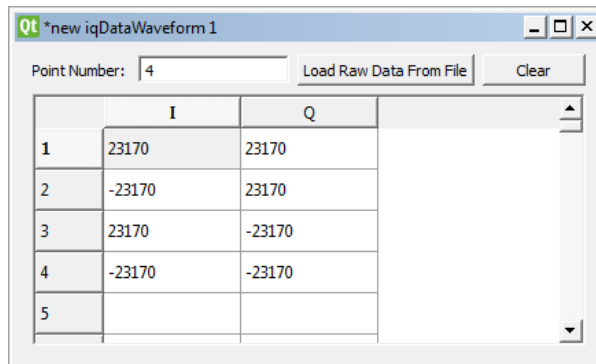 Qt *new iqDataWaveform 1
Point Number: 4 Load Raw Data From File Clear
I Q
1 23170 23170
2 -23170 23170
3 23170 -23170
4 -23170 -23170
5